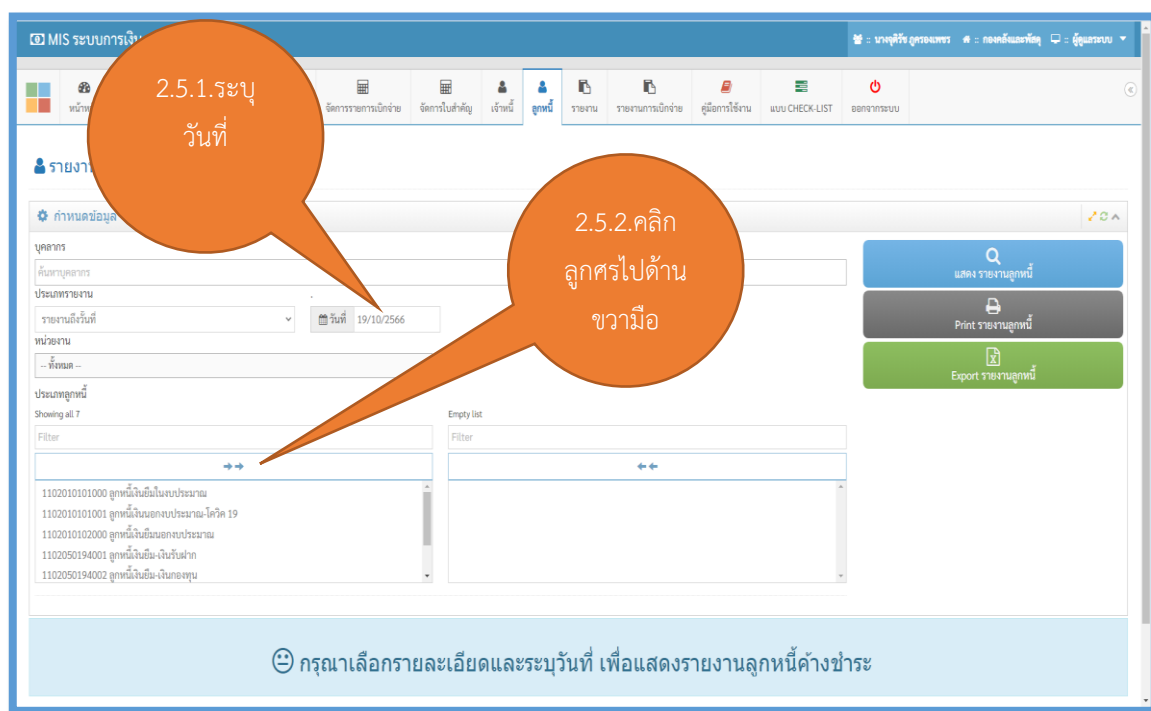 MIS ระบบการเงิน
:: นางจุติวัช ภูครองเพชร :: กองคลังและพัสดุ :: ผู้ดูแลระบบ
จัดการรายการเบิกจ่าย จัดการใบสำคัญ เจ้าหนี้ ลูกหนี้ รายงาน รายงานการเบิกจ่าย คู่มือการใช้งาน แบบ CHECK-LIST ออกจากระบบ
2.5.1.ระบุ
วันที่
กำหนดข้อมูล
บุคลากร
ค้นหาบุคลากร
ประเภทรายงาน .
รายงานถึงวันที่ วันที่ 19/10/2566
หน่วยงาน
-- ทั้งหมด --
2.5.2.คลิก
ลูกศรไปด้าน
ขวามือ
แสดง รายงานลูกหนี้
Print รายงานลูกหนี้
Export รายงานลูกหนี้
ประเภทลูกหนี้
Showing all 7 Empty list
Filter Filter
1102010101000 ลูกหนี้เงินยืมในงบประมาณ
1102010101001 ลูกหนี้เงินนอกงบประมาณ-โควิค 19
1102010102000 ลูกหนี้เงินยืมนอกงบประมาณ
1102050194001 ลูกหนี้เงินยืม-เงินรับฝาก
1102050194002 ลูกหนี้เงินยืม-เงินกองทุน
กรุณาเลือกรายละเอียดและระบุวันที่ เพื่อแสดงรายงานลูกหนี้ค้างชำระ